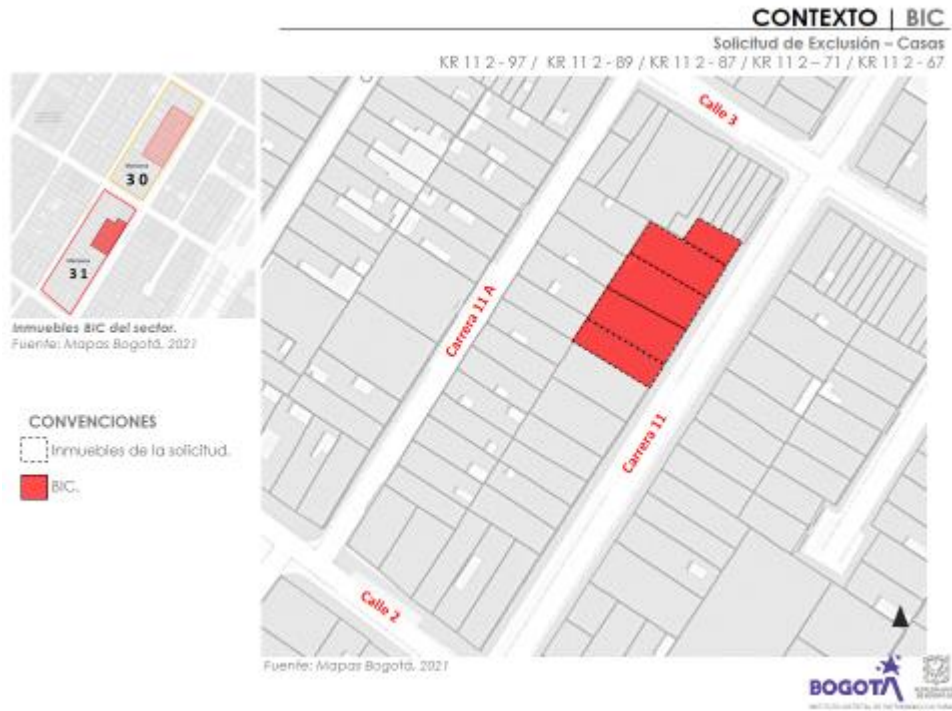 CONTEXTO | BIC
Solicitud de Exclusión – Casas
KR 11 2 - 97 / KR 11 2 - 89 / KR 11 2 - 87 / KR 11 2 – 71 / KR 11 2 - 67
Manzana
30
Manzana
31
Inmuebles BIC del sector.
Fuente: Mapas Bogotá, 2021
CONVENCIONES
Inmuebles de la solicitud.
BIC.
Calle 3
Carrera 11 A
Carrera 11
Calle 2
Fuente: Mapas Bogotá, 2021
BOGOTÁ